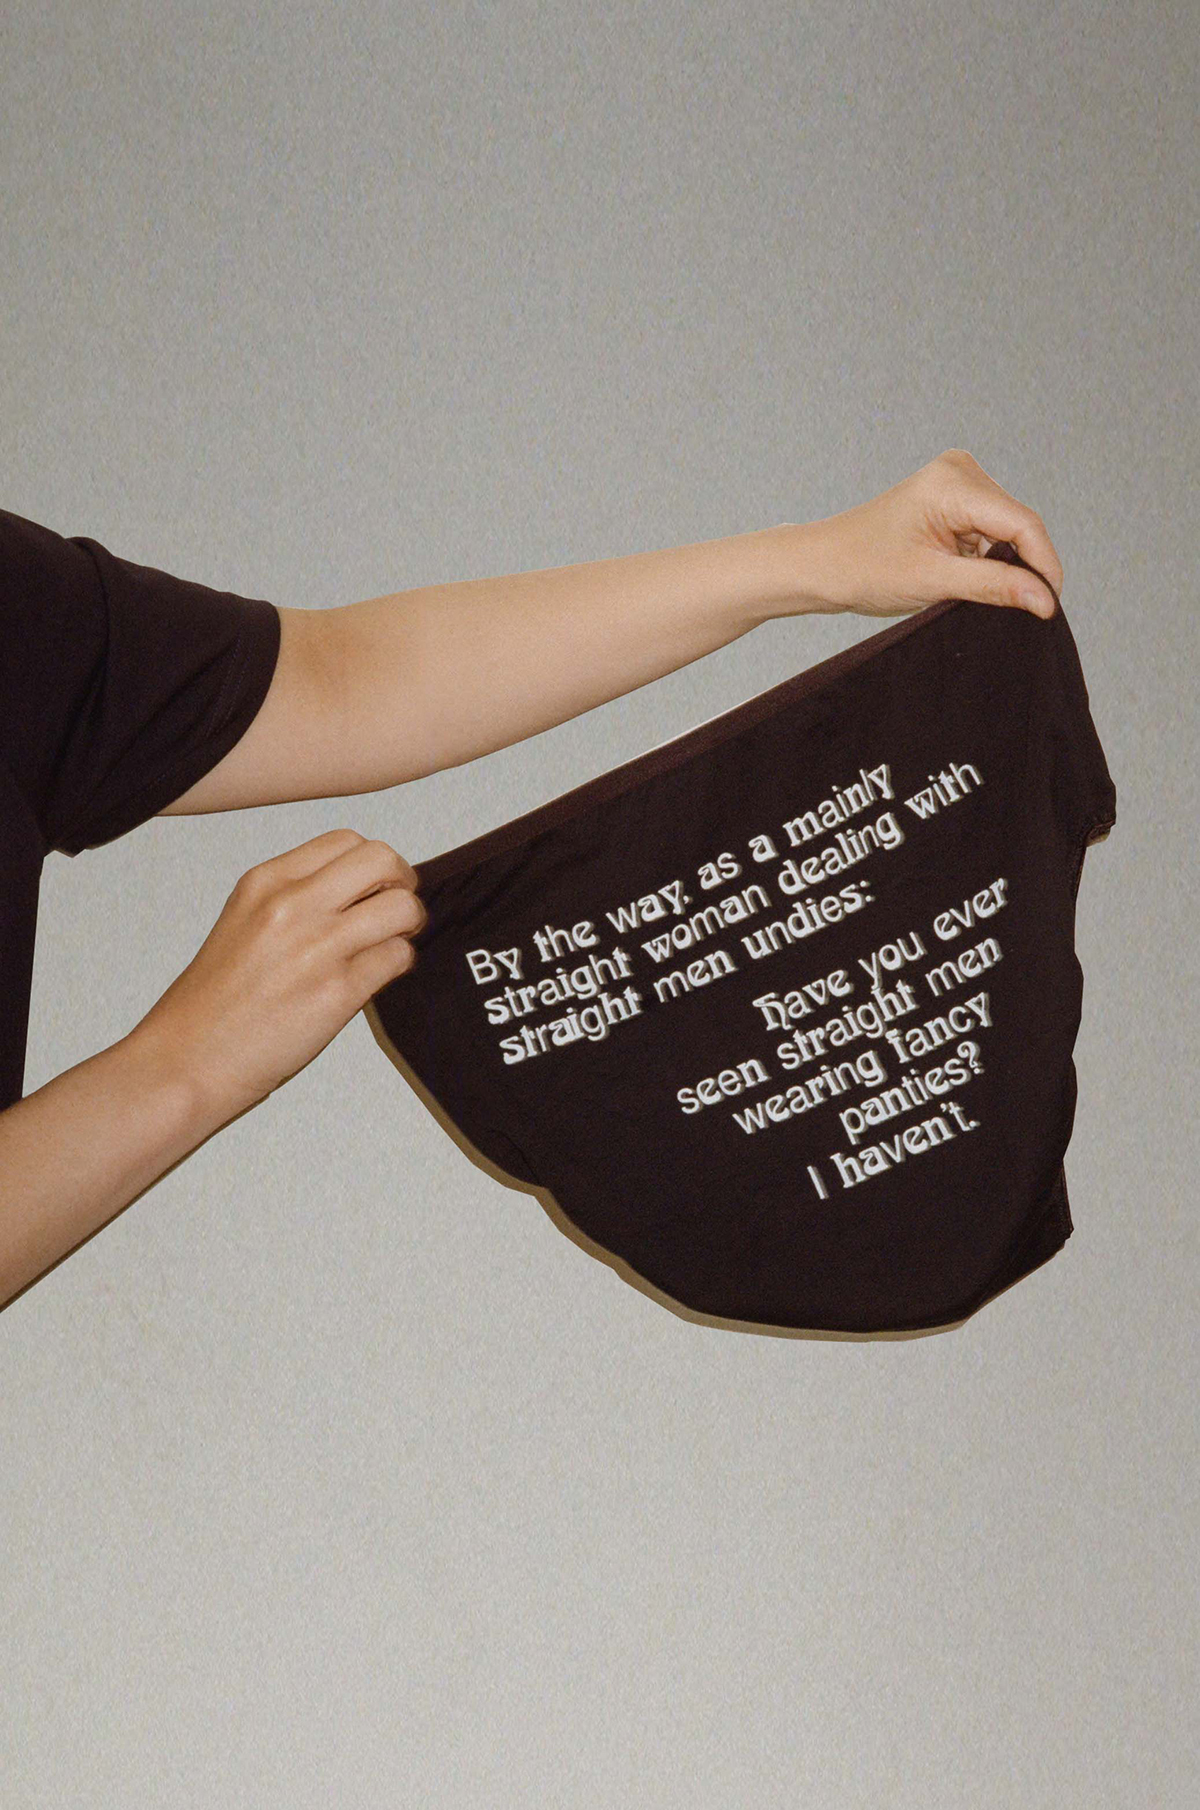 By the way, as a mainly
straight woman dealing with
straight men undies:
have you ever
seen straight men
wearing fancy
panties?
I haven't.